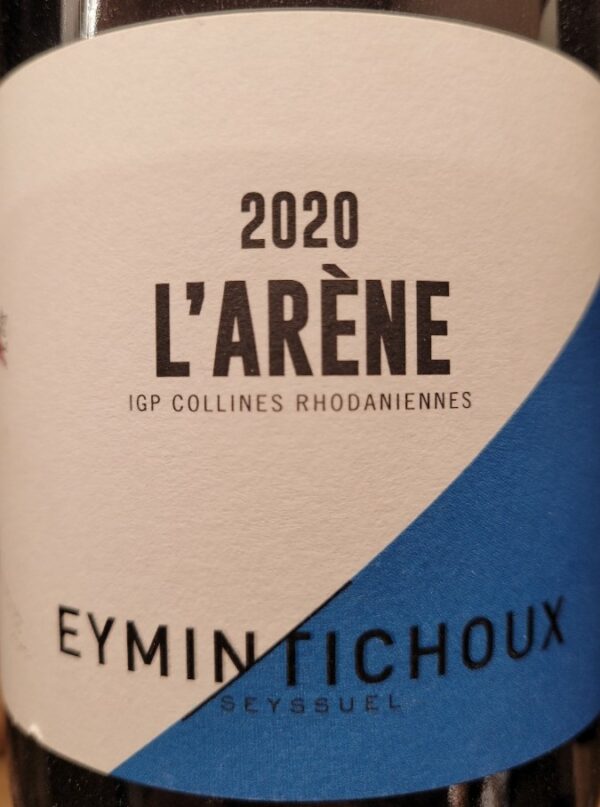 2020
L'ARÈNE
IGP COLLINES RHODANIENNES
EYMIN TICHOUX
SEYSSUEL